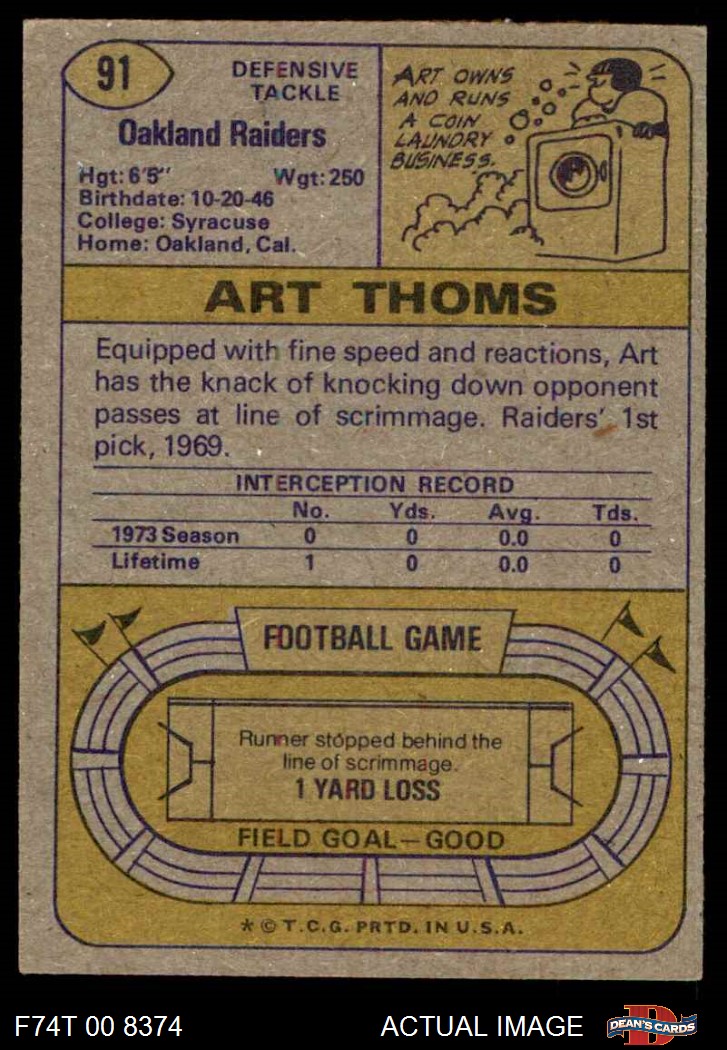 91
DEFENSIVE
TACKLE
Oakland Raiders
Hgt: 6'5" Wgt: 250
Birthdate: 10-20-46
College: Syracuse
Home: Oakland, Cal.
ART OWNS
AND RUNS
A COIN
LAUNDRY
BUSINESS.
ART THOMS
Equipped with fine speed and reactions, Art
has the knack of knocking down opponent
passes at line of scrimmage. Raiders' 1st
pick, 1969.
INTERCEPTION RECORD
No. Yds. Avg. Tds.
1973 Season 0 0 0.0 0
Lifetime 1 0 0.0 0
FOOTBALL GAME
Runner stopped behind the
line of scrimmage.
1 YARD LOSS
FIELD GOAL—GOOD
* © T.C.G. PRTD. IN U.S.A.
F74T 00 8374 ACTUAL IMAGE
D
DEAN'S CARDS